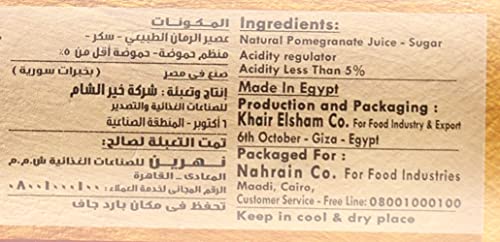 المكونات:
عصير الرمان الطبيعي - سكر -
منظم حموضة - حموضة أقل من ٥٪
صنع في مصر (بخبرات سورية)
إنتاج وتعبئة: شركة خير الشام
للصناعات الغذائية والتصدير
٦ أكتوبر - المنطقة الصناعية
تمت التعبئة لصالح:
نهرين للصناعات الغذائية ش.م.م
المعادى - القاهرة
الرقم المجانى لخدمة العملاء: ٠٨٠٠١٠٠٠١٠٠
تحفظ فى مكان بارد جاف
Ingredients:
Natural Pomegranate Juice - Sugar
Acidity regulator
Acidity Less Than 5%
Made In Egypt
Production and Packaging :
Khair Elsham Co. For Food Industry & Export
6th October - Giza - Egypt
Packaged For :
Nahrain Co. For Food Industries
Maadi, Cairo,
Customer Service - Free Line: 08001000100
Keep in cool & dry place